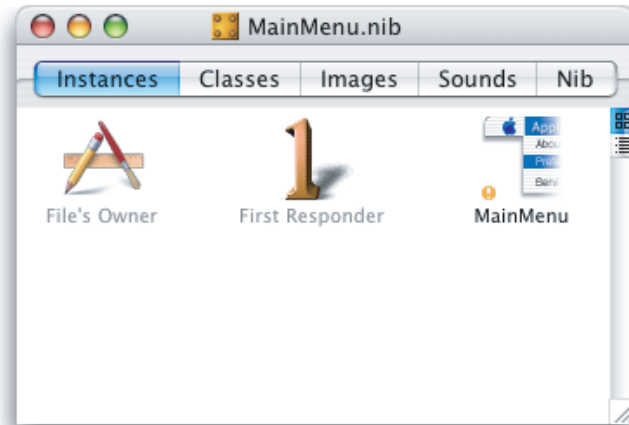 MainMenu.nib
Instances Classes Images Sounds Nib
File's Owner First Responder MainMenu